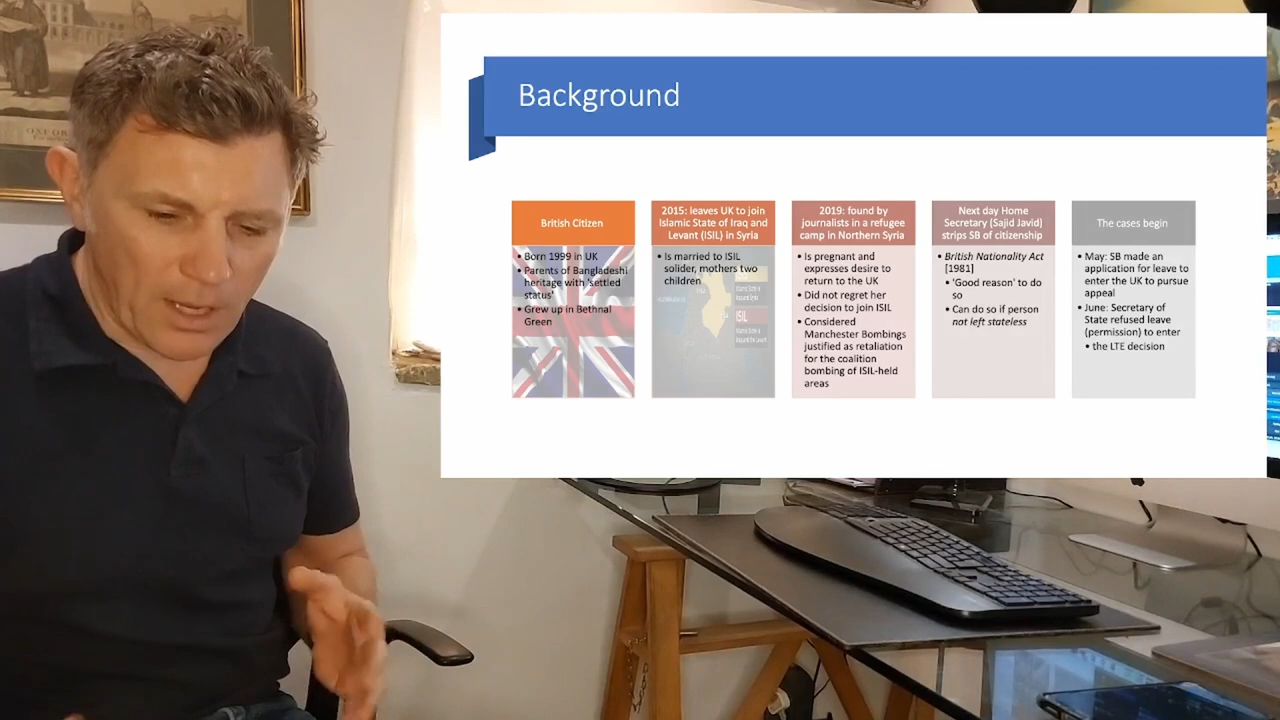 OXFOR
Background
British Citizen
• Born 1999 in UK
• Parents of Bangladeshi
heritage with 'settled
status'
• Grew up in Bethnal
Green
2015: leaves UK to join
Islamic State of Iraq and
Levant (ISIL) in Syria
• Is married to ISIL
solider, mothers two
children
ISIL
2019: found by
journalists in a refugee
camp in Northern Syria
• Is pregnant and
expresses desire to
return to the UK
• Did not regret her
decision to join ISIL
• Considered
Manchester Bombings
justified as retaliation
for the coalition
bombing of ISIL-held
areas
Next day Home
Secretary (Sajid Javid)
strips SB of citizenship
• British Nationality Act
[1981]
• 'Good reason' to do
so
• Can do so if person
not left stateless
The cases begin
• May: SB made an
application for leave to
enter the UK to pursue
appeal
• June: Secretary of
State refused leave
(permission) to enter
• the LTE decision